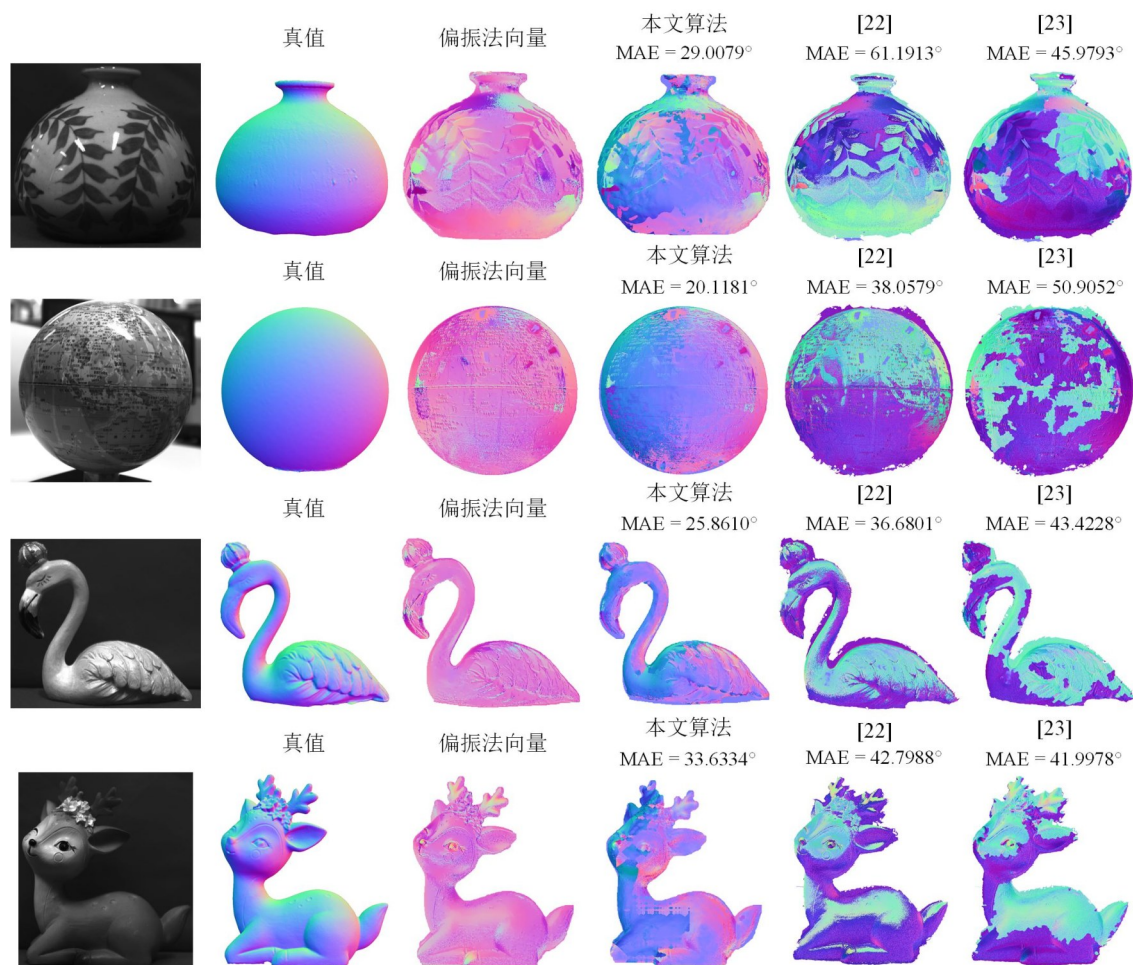 真值
偏振法向量
本文算法
MAE = 29.0079°
[22]
MAE = 61.1913°
[23]
MAE = 45.9793°
真值
偏振法向量
本文算法
MAE = 20.1181°
[22]
MAE = 38.0579°
[23]
MAE = 50.9052°
真值
偏振法向量
本文算法
MAE = 25.8610°
[22]
MAE = 36.6801°
[23]
MAE = 43.4228°
真值
偏振法向量
本文算法
MAE = 33.6334°
[22]
MAE = 42.7988°
[23]
MAE = 41.9978°